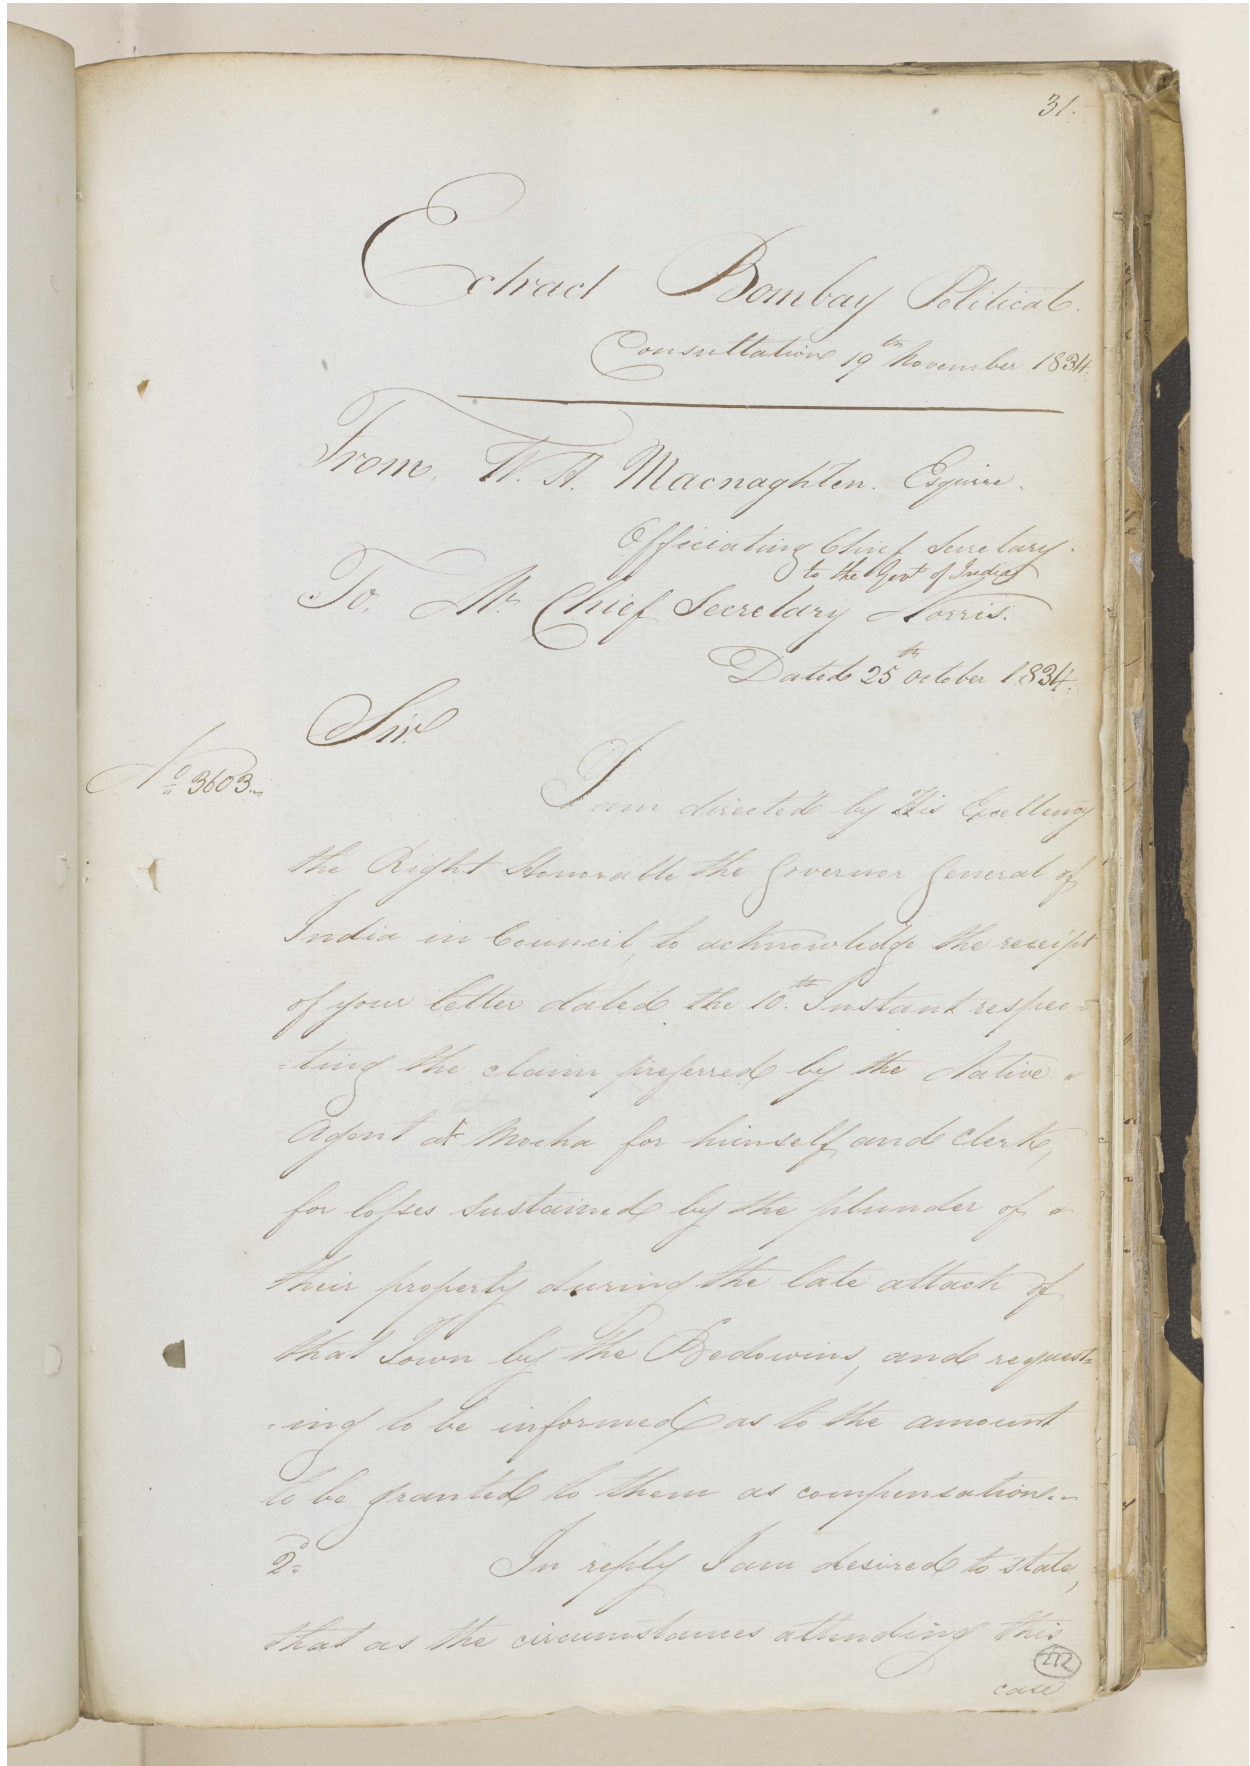 31.
Extract Bombay Political.
Consultation 19th November 1834.
From. W. H. Macnaghten. Esquire.
Officiating Chief Secretary.
to the Govt of India
To, Mr. Chief Secretary Norris.
Dated 25th October 1834.
Sir
No 3603.
I am directed by His Excellency
the Right Honorable the Governor General of
India in Council, to acknowledge the receipt
of your letter dated the 10th. Instant respec-
-ting the claim preferred by the Native
Agent at Mocha for himself and clerk,
for losses sustained by the plunder of
their property during the late attack of
that Town by the Bedowins, and request-
-ing to be informed as to the amount
to be granted to them as compensation.
2. In reply I am desired to state,
that as the circumstances attending this
222
case